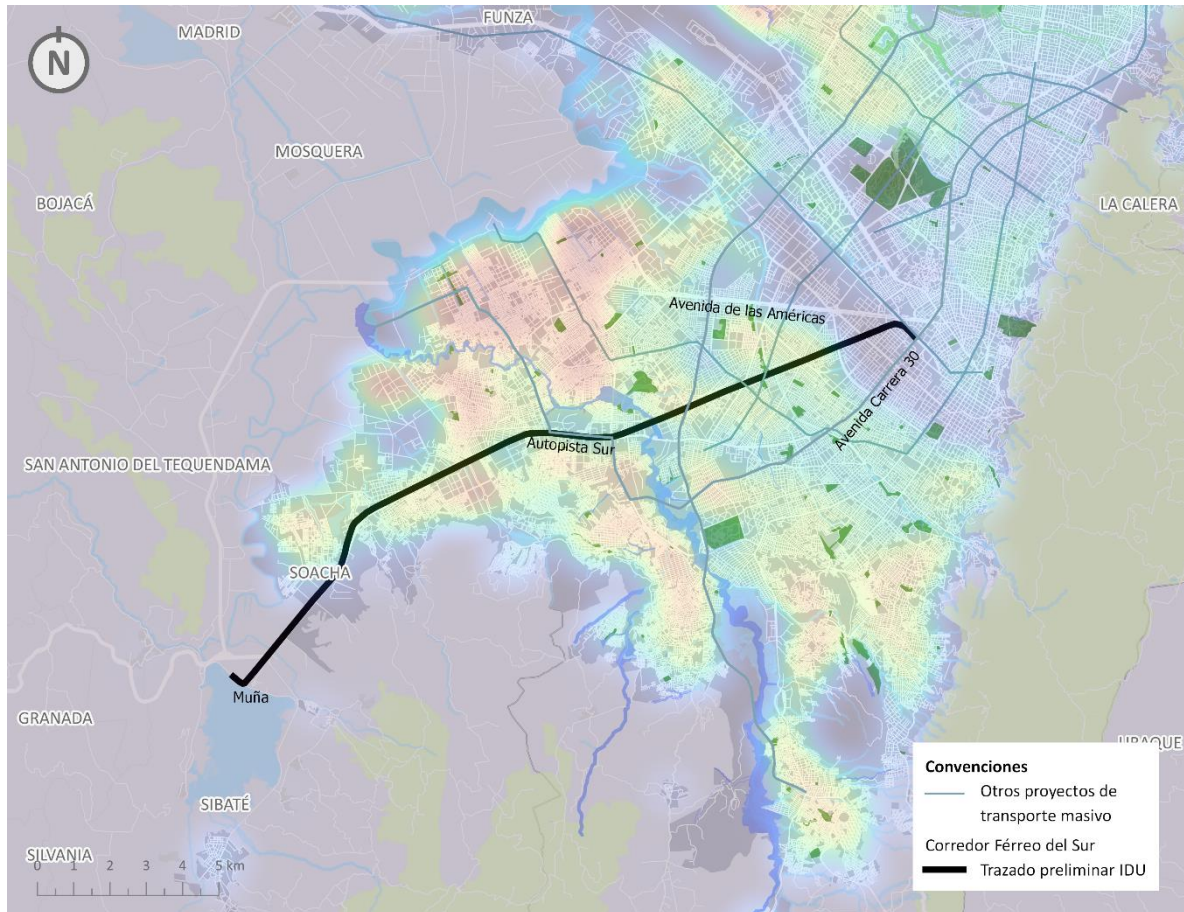 FUNZA
MADRID
N
MOSQUERA
BOJACÁ
LA CALERA
Avenida de las Américas
Avenida Carrera 30
Autopista Sur
SAN ANTONIO DEL TEQUENDAMA
SOACHA
Muña
GRANADA
UBAQUE
SIBATÉ
SILVANIA
0 1 2 3 4 5 km
Convenciones
Otros proyectos de
transporte masivo
Corredor Férreo del Sur
Trazado preliminar IDU